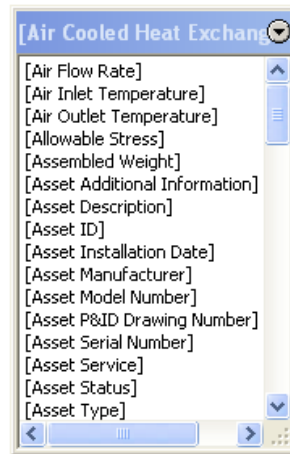 [Air Cooled Heat Exchang
[Air Flow Rate]
[Air Inlet Temperature]
[Air Outlet Temperature]
[Allowable Stress]
[Assembled Weight]
[Asset Additional Information]
[Asset Description]
[Asset ID]
[Asset Installation Date]
[Asset Manufacturer]
[Asset Model Number]
[Asset P&ID Drawing Number]
[Asset Serial Number]
[Asset Service]
[Asset Status]
[Asset Type]